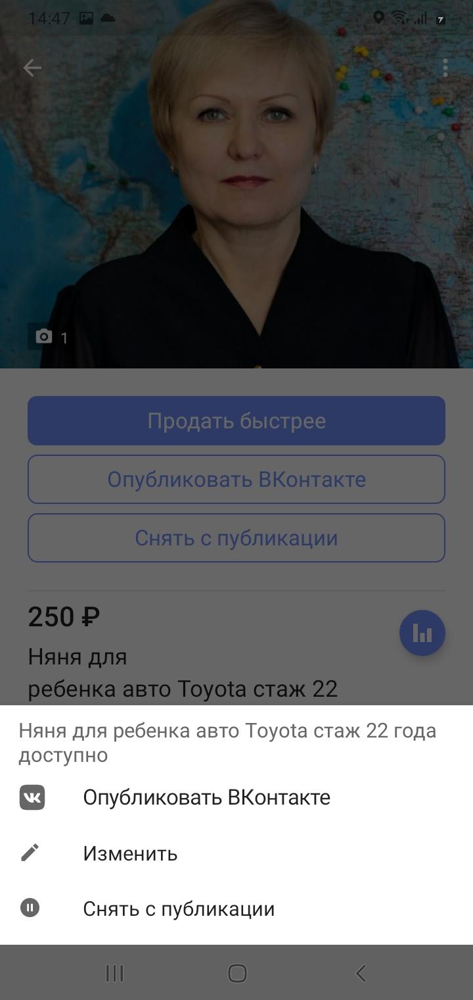 14:47
7
1
Продать быстрее
Опубликовать ВКонтакте
Снять с публикации
250 ₽
Няня для
ребенка авто Toyota стаж 22
Няня для ребенка авто Toyota стаж 22 года
доступно
Опубликовать ВКонтакте
Изменить
Снять с публикации